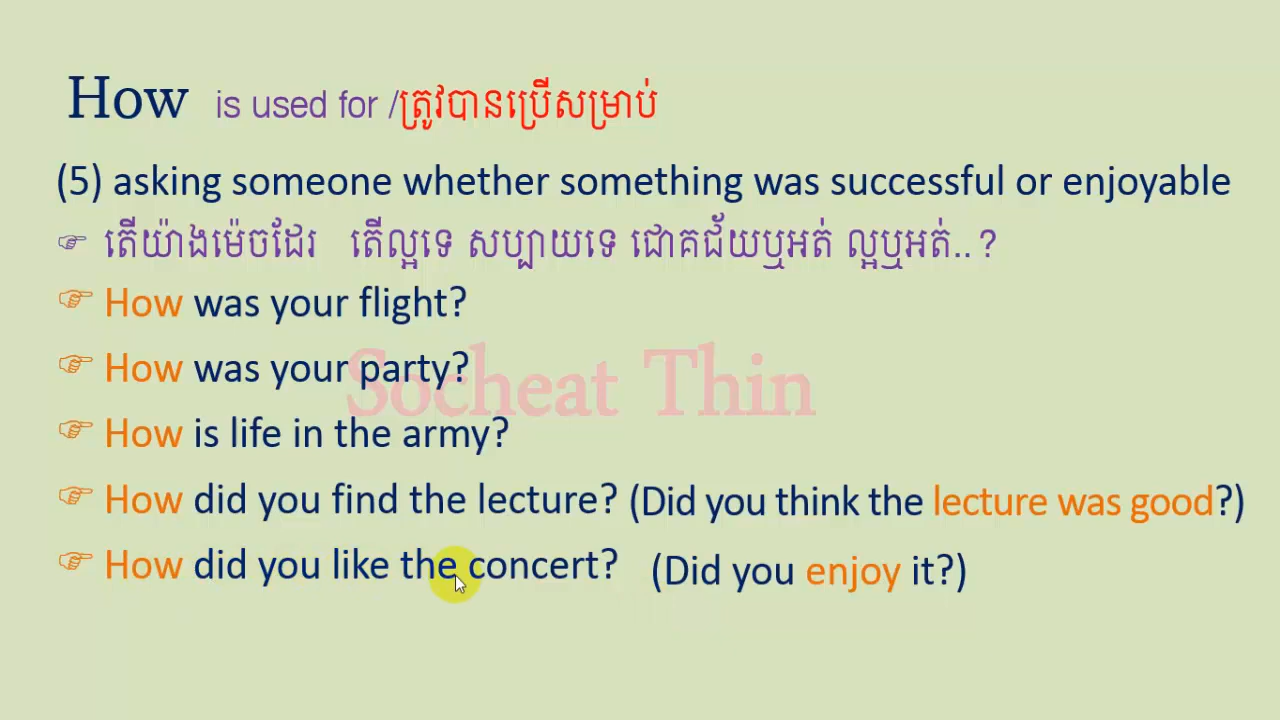 How is used for /ត្រូវបានប្រើសម្រាប់
(5) asking someone whether something was successful or enjoyable
☞ តើយ៉ាងម៉េចដែរ តើល្អទេ សប្បាយទេ ជោគជ័យឬអត់ ល្អឬអត់..?
☞ How was your flight?
☞ How was your party?
Socheat Thin
☞ How is life in the army?
☞ How did you find the lecture? (Did you think the lecture was good?)
☞ How did you like the concert? (Did you enjoy it?)